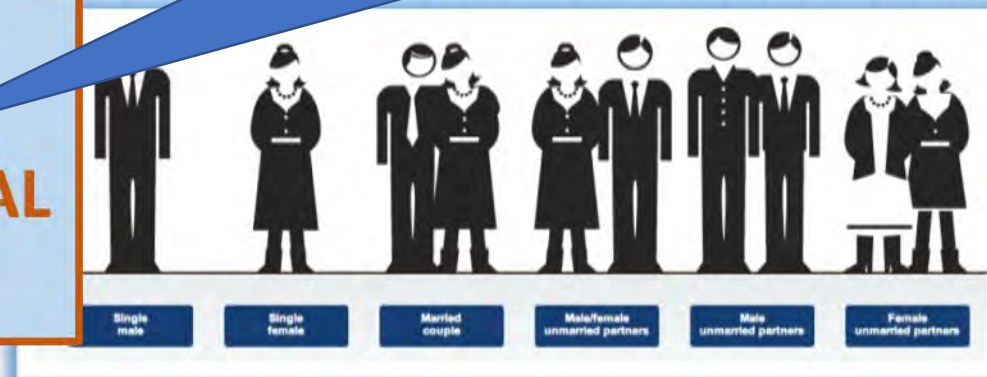 AL
Single
male
Single
female
Married
couple
Male/female
unmarried partners
Male
unmarried partners
Female
unmarried partners